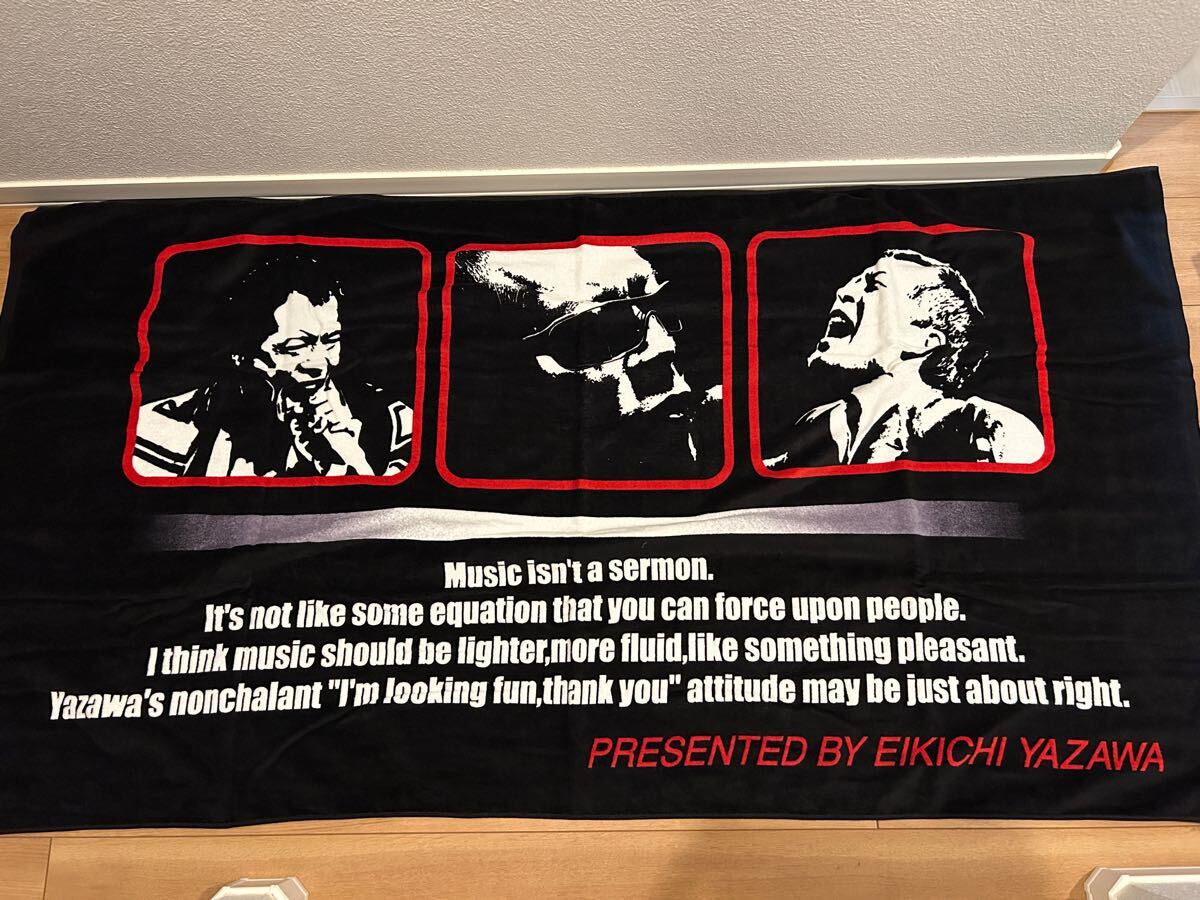 Music isn't a sermon.
It's not like some equation that you can force upon people.
I think music should be lighter,more fluid,like something pleasant.
Yazawa's nonchalant "I'm looking fun,thank you" attitude may be just about right.
PRESENTED BY EIKICHI YAZAWA